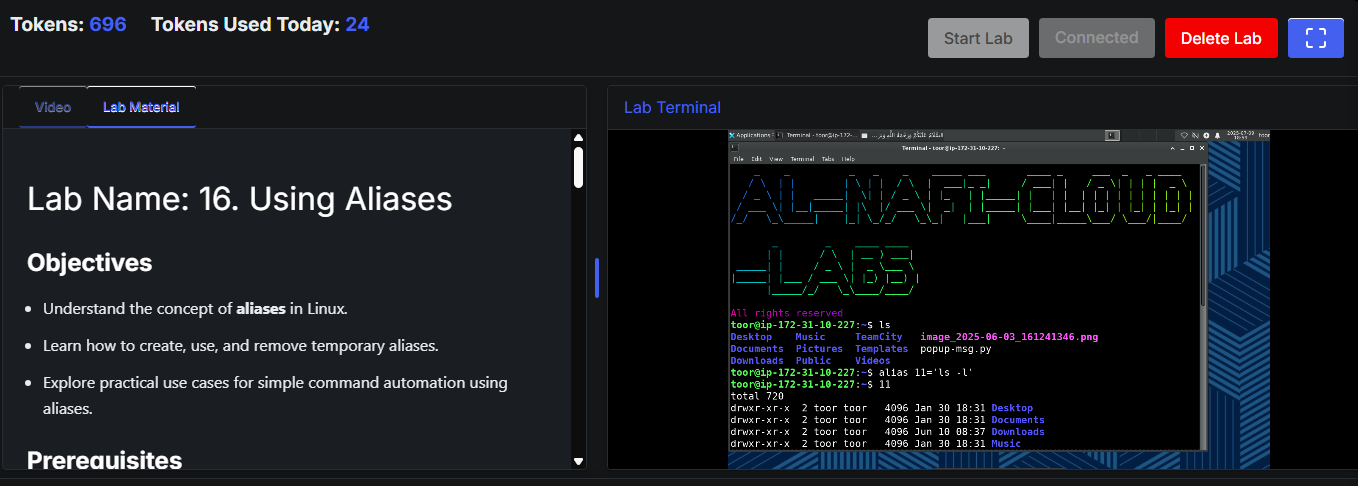 Tokens: 696 Tokens Used Today: 24
Start Lab Connected Delete Lab
Video Lab Material
Lab Name: 16. Using Aliases
Objectives
Understand the concept of aliases in Linux.
Learn how to create, use, and remove temporary aliases.
Explore practical use cases for simple command automation using
aliases.
Prerequisites
Lab Terminal
Applications Terminal - toor@ip-172-...
Terminal - toor@ip-172-31-10-227: ~
File Edit View Terminal Tabs Help
AL-NAFI-CLOUD
-LABS
All rights reserved
toor@ip-172-31-10-227:~$ ls
Desktop Music TeamCity image_2025-06-03_161241346.png
Documents Pictures Templates popup-msg.py
Downloads Public Videos
toor@ip-172-31-10-227:~$ alias 11='ls -l'
toor@ip-172-31-10-227:~$ 11
total 720
drwxr-xr-x 2 toor toor 4096 Jan 30 18:31 Desktop
drwxr-xr-x 2 toor toor 4096 Jan 30 18:31 Documents
drwxr-xr-x 2 toor toor 4096 Jun 10 08:37 Downloads
drwxr-xr-x 2 toor toor 4096 Jan 30 18:31 Music